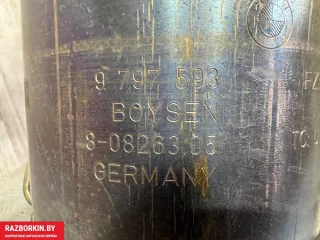 9 797 593
BOYSEN
8-08263.05
GERMANY
RAZBORKIN.BY